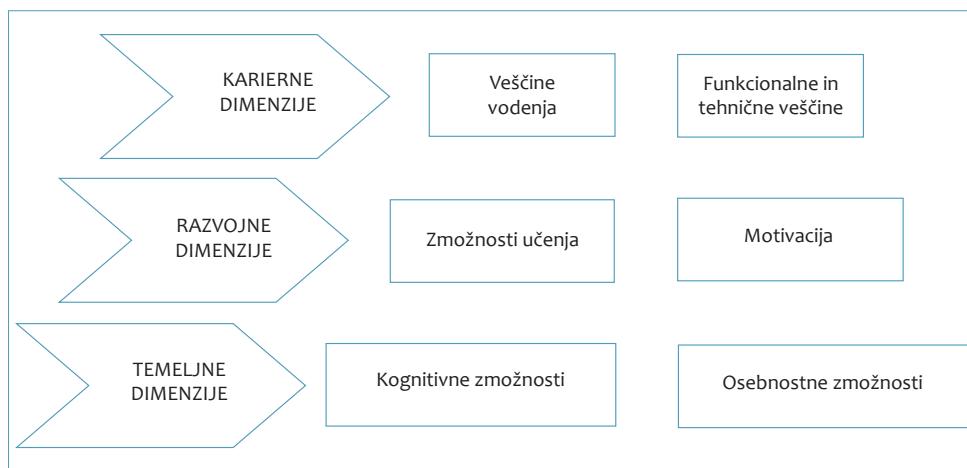 KARIERNE
DIMENZIJE
Veščine
vodenja
Funkcionalne in
tehnične veščine
RAZVOJNE
DIMENZIJE
Zmožnosti učenja
Motivacija
TEMELJNE
DIMENZIJE
Kognitivne zmožnosti
Osebnostne zmožnosti